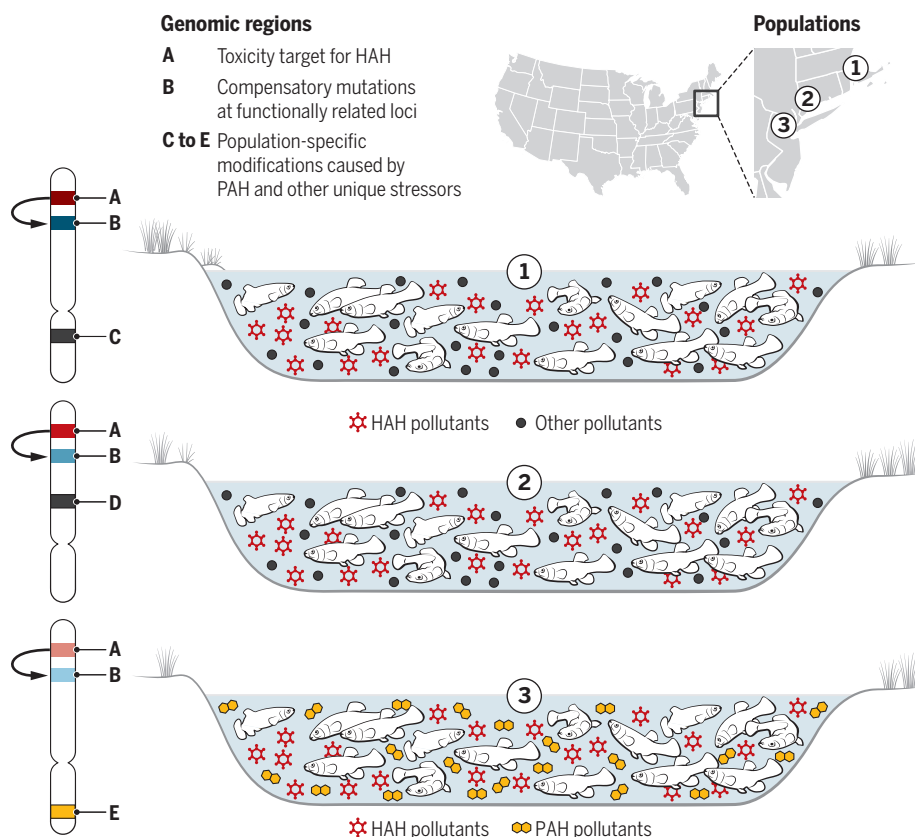 Genomic regions
A Toxicity target for HAH
B Compensatory mutations
at functionally related loci
C to E Population-specific
modifications caused by
PAH and other unique stressors
Populations
1
2
3
A
B
C
1
HAH pollutants Other pollutants
A
B
D
2
A
B
E
3
HAH pollutants PAH pollutants